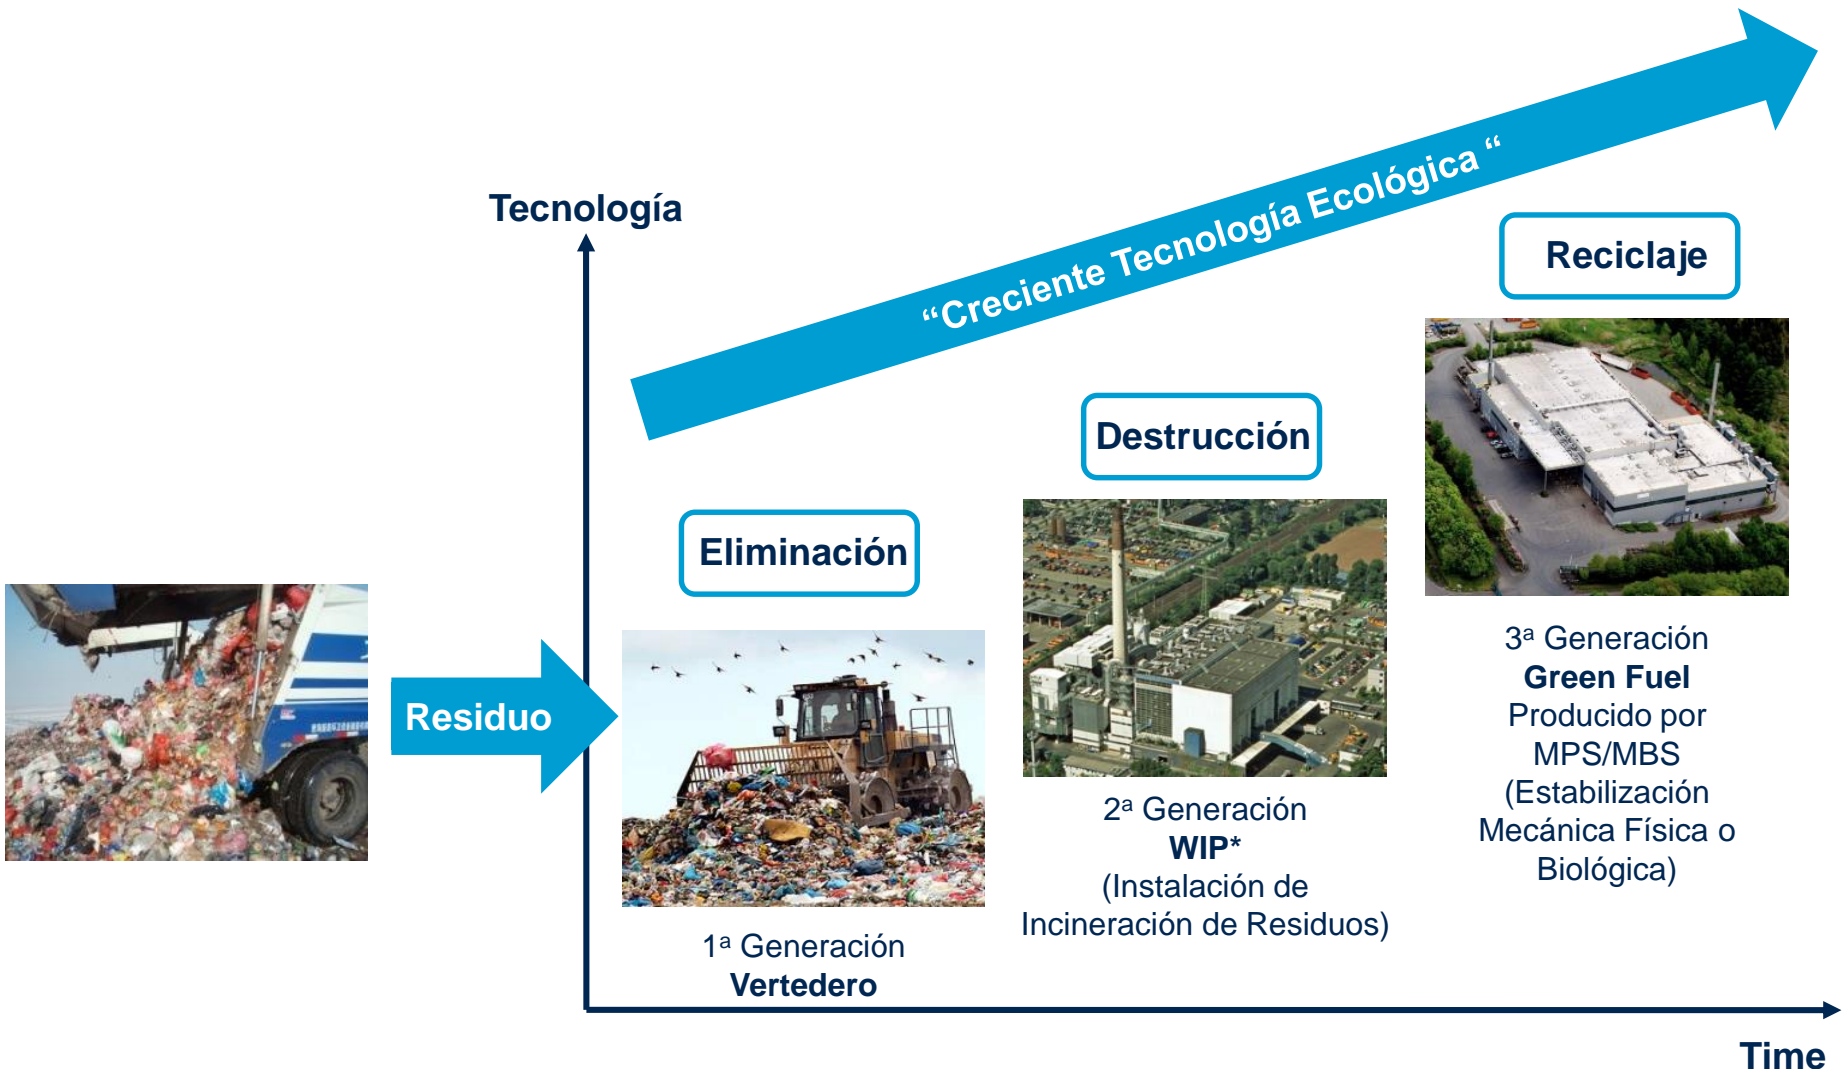 Tecnología
“Creciente Tecnología Ecológica “
Reciclaje
Destrucción
Eliminación
Residuo
1ª Generación
Vertedero
2ª Generación
WIP*
(Instalación de
Incineración de Residuos)
3ª Generación
Green Fuel
Producido por
MPS/MBS
(Estabilización
Mecánica Física o
Biológica)
Time